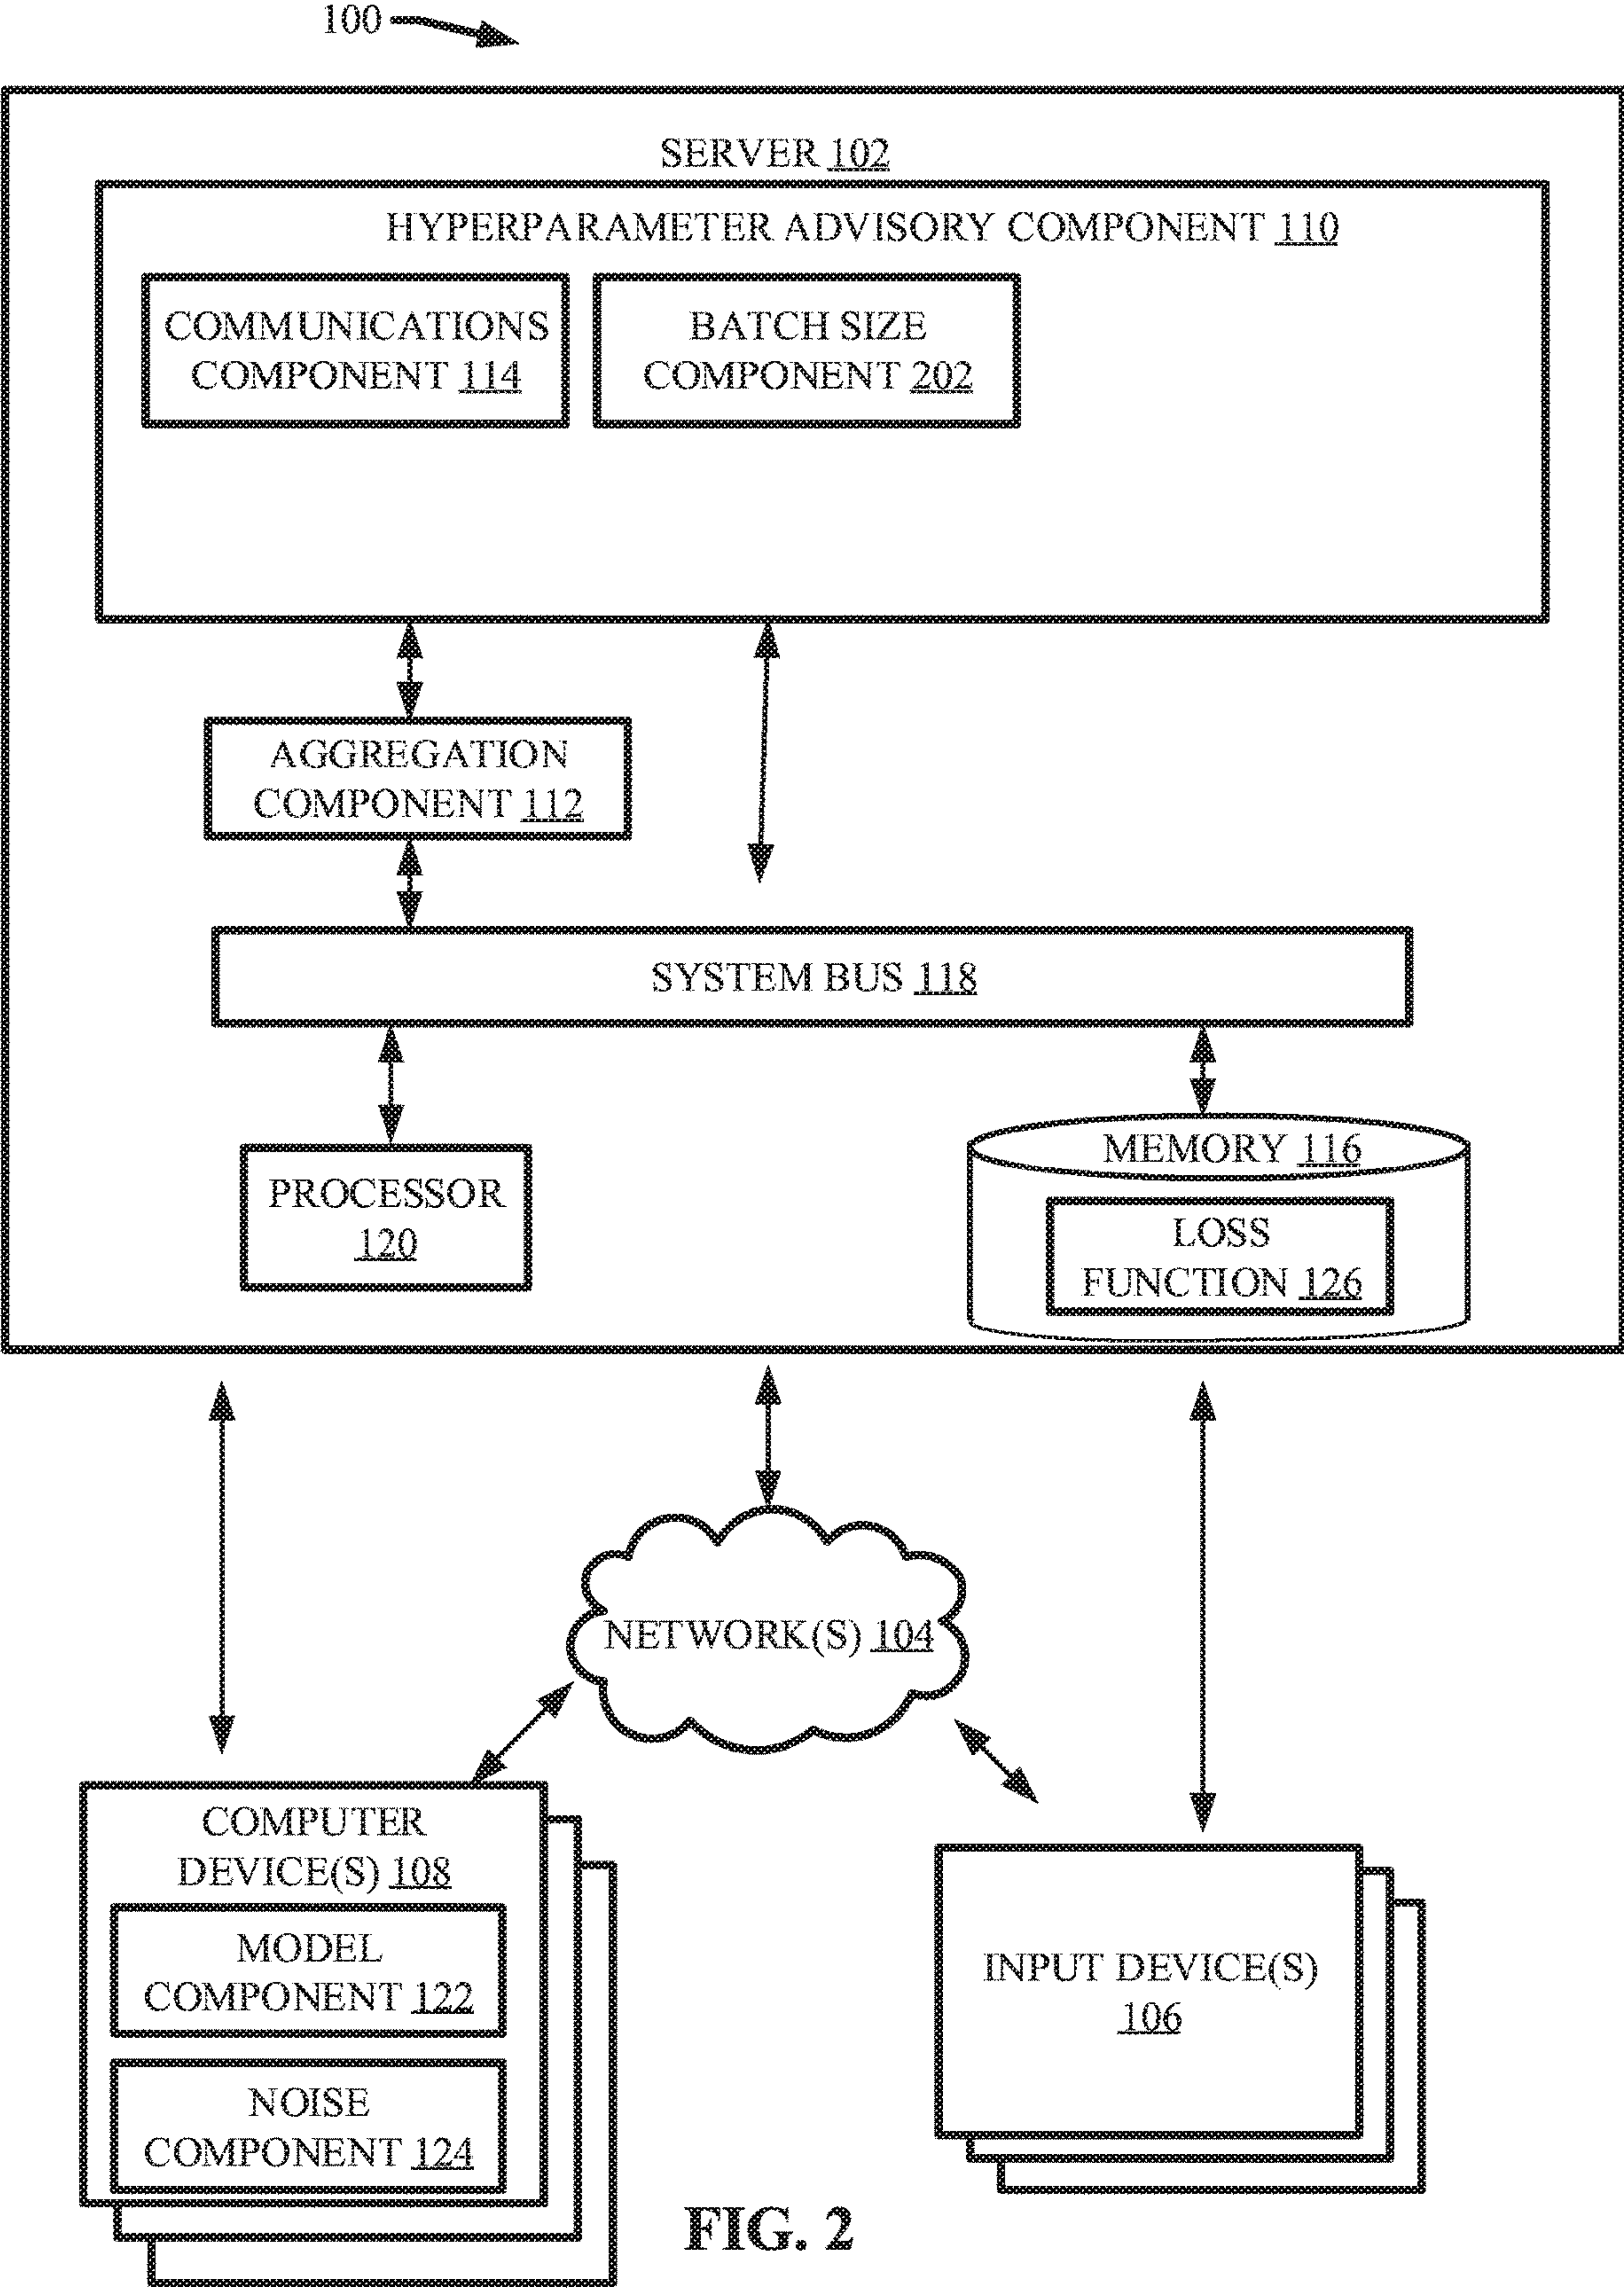 100
SERVER 102
HYPERPARAMETER ADVISORY COMPONENT 110
COMMUNICATIONS
COMPONENT 114
BATCH SIZE
COMPONENT 202
AGGREGATION
COMPONENT 112
SYSTEM BUS 118
PROCESSOR
120
MEMORY 116
LOSS
FUNCTION 126
NETWORK(S) 104
COMPUTER
DEVICE(S) 108
MODEL
COMPONENT 122
NOISE
COMPONENT 124
INPUT DEVICE(S)
106
FIG. 2